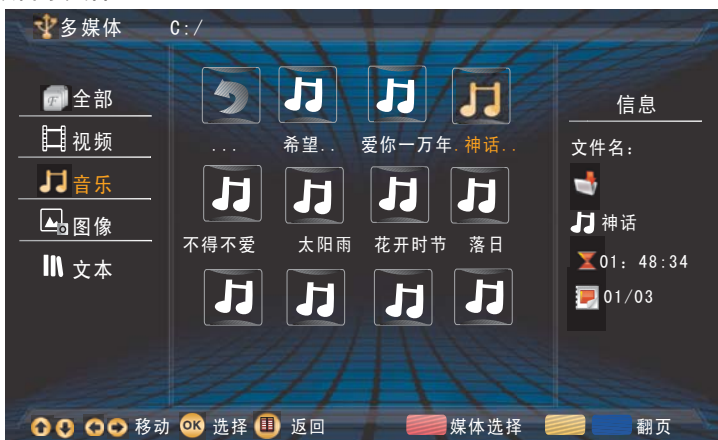 多媒体 C:/
全部
视频
音乐
图像
文本
...
希望..
爱你一万年.
神话..
不得不爱
太阳雨
花开时节
落日
信息
文件名:
神话
01: 48:34
01/03
移动 OK 选择 返回 媒体选择 翻页